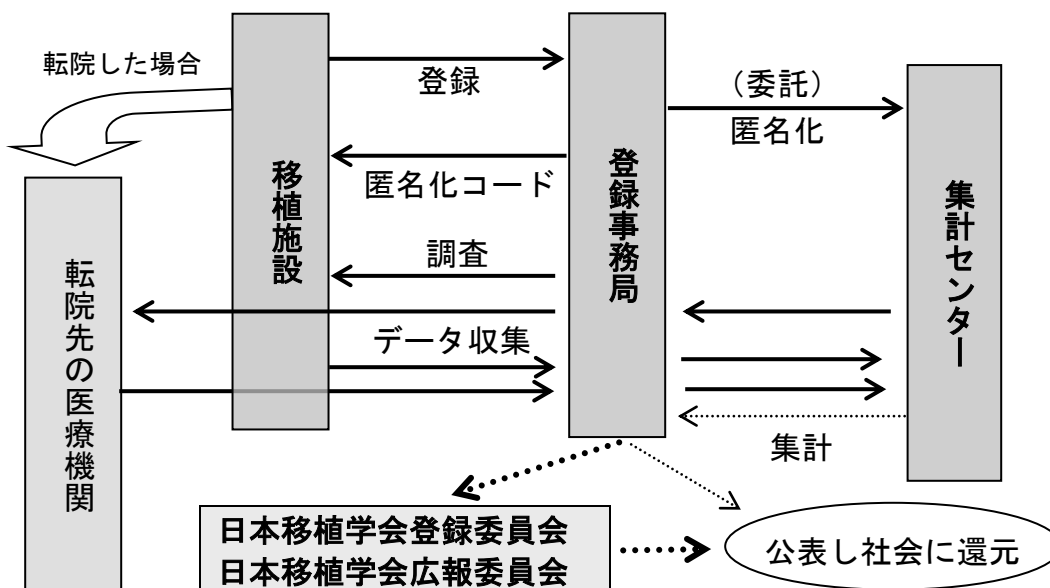 転院した場合
登録
（委託）
匿名化
匿名化コード
調査
データ収集
集計
移植施設
登録事務局
集計センター
転院先の医療機関
日本移植学会登録委員会
日本移植学会広報委員会
公表し社会に還元